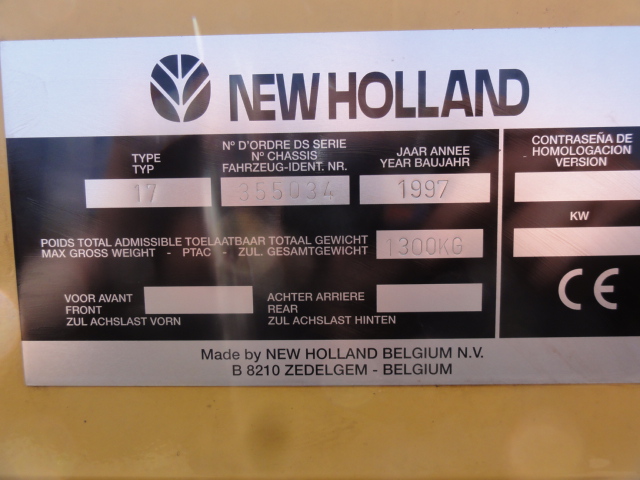 NEW HOLLAND
TYPE
TYP
17
Nº D'ORDRE DS SERIE
Nº CHASSIS
FAHRZEUG-IDENT. NR.
355034
JAAR ANNEE
YEAR BAUJAHR
1997
CONTRASEÑA DE
HOMOLOGACION
VERSION
KW
POIDS TOTAL ADMISSIBLE TOELAATBAAR TOTAAL GEWICHT
MAX GROSS WEIGHT - PTAC - ZUL. GESAMTGEWICHT
1300KG
VOOR AVANT
FRONT
ZUL ACHSLAST VORN
ACHTER ARRIERE
REAR
ZUL ACHSLAST HINTEN
CE
Made by NEW HOLLAND BELGIUM N.V.
B 8210 ZEDELGEM - BELGIUM